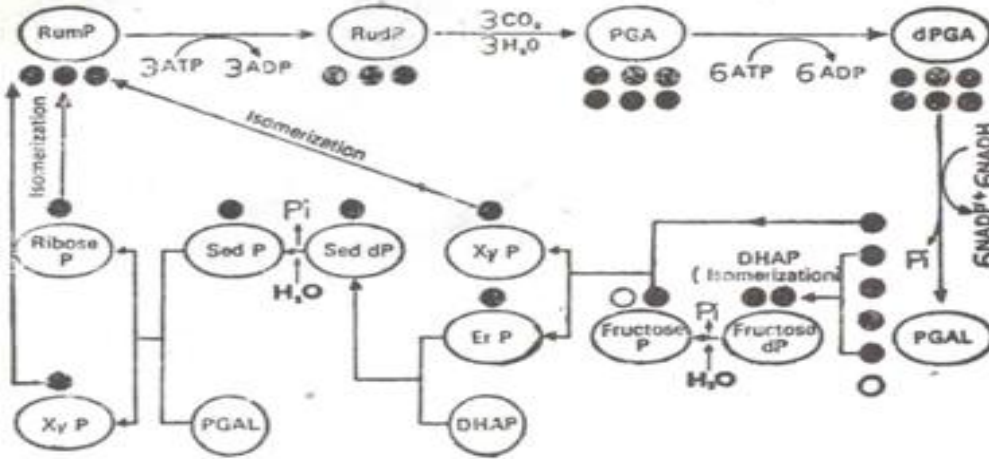 RumP
RudP
3CO₂
3H₂O
PGA
dPGA
3ATP 3ADP
6ATP 6ADP
Isomerization
Isomerization
6NADP+6NADH
Ribose P
Sed P
Pi
H₂O
Sed dP
Xy P
DHAP
( Isomerization)
Pi
Er P
Fructose P
Pi
H₂O
Fructose dP
PGAL
Xy P
PGAL
DHAP